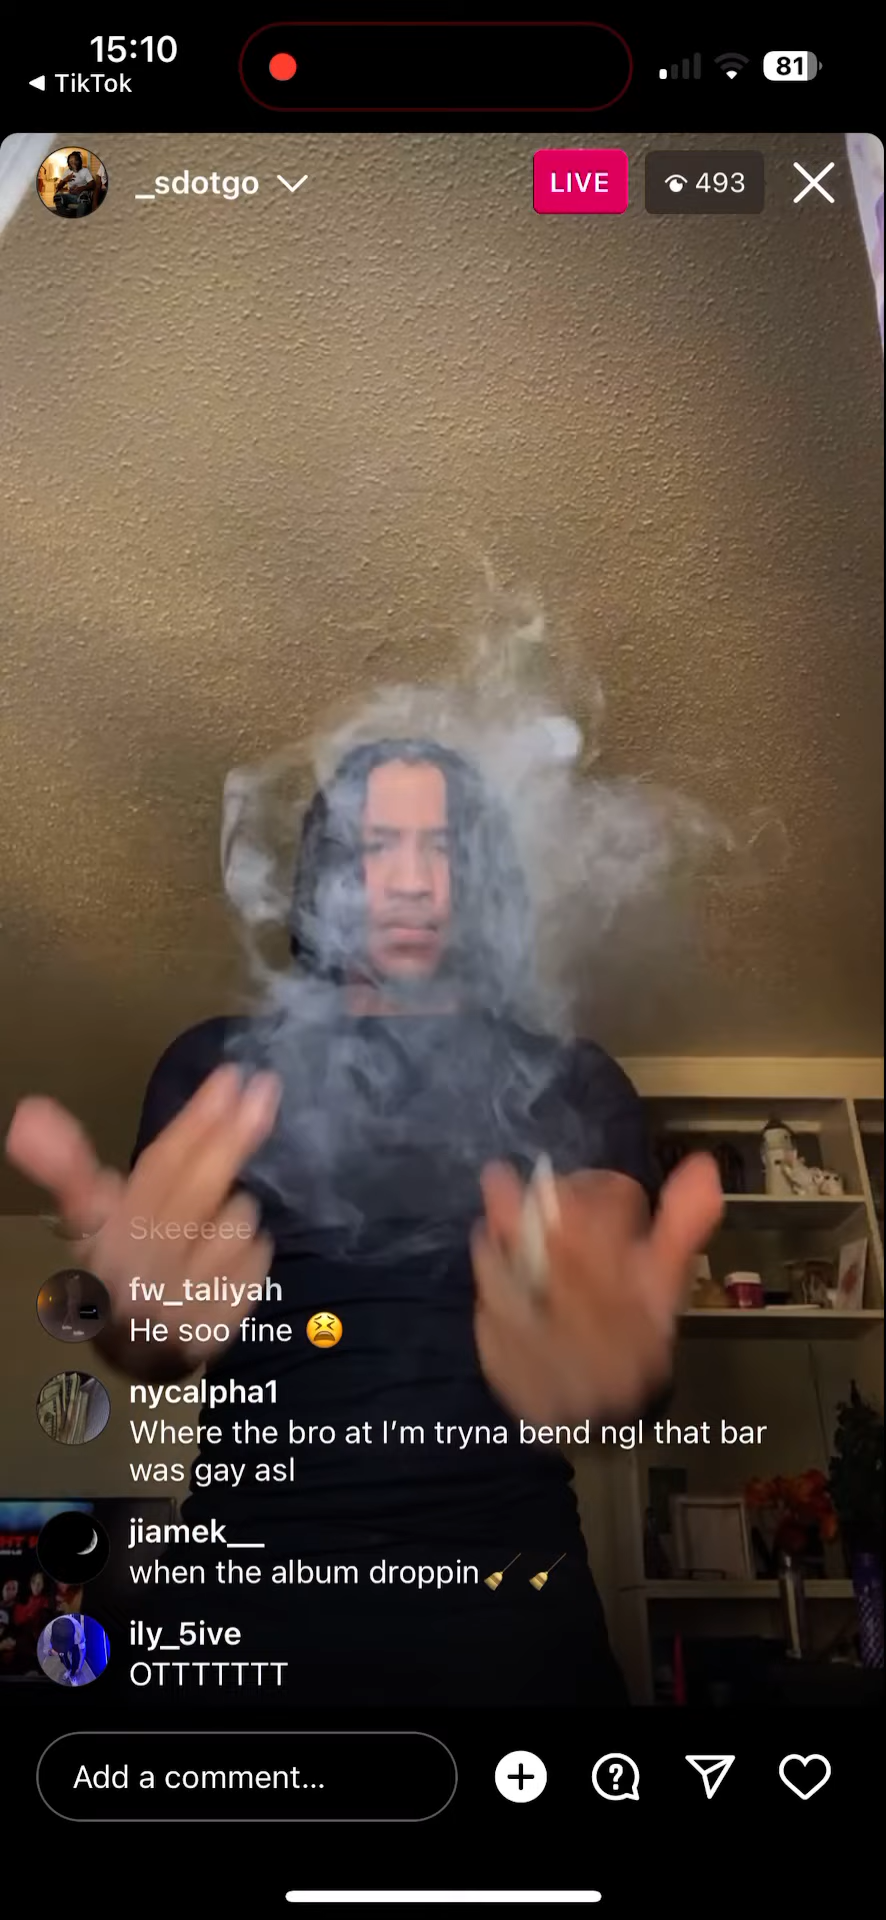 15:10
TikTok
81
_sdotgo
LIVE
493
Skeeeee
fw_taliyah
He soo fine 😫
nycalpha1
Where the bro at I’m tryna bend ngl that bar
was gay asl
jiamek__
when the album droppin🧹 🧹
ily_5ive
OTTTTTTT
Add a comment...